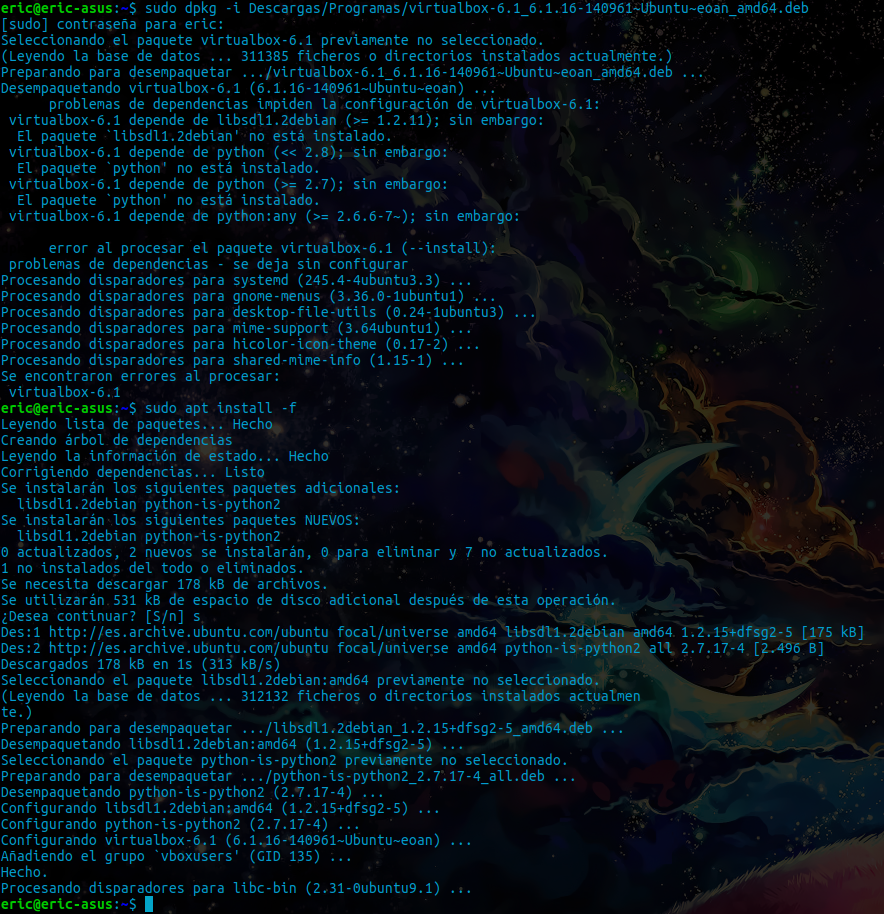 eric@eric-asus:~$ sudo dpkg -i Descargas/Programas/virtualbox-6.1_6.1.16-140961~Ubuntu~eoan_amd64.deb
[sudo] contraseña para eric:
Seleccionando el paquete virtualbox-6.1 previamente no seleccionado.
(Leyendo la base de datos ... 311385 ficheros o directorios instalados actualmente.)
Preparando para desempaquetar .../virtualbox-6.1_6.1.16-140961~Ubuntu~eoan_amd64.deb ...
Desempaquetando virtualbox-6.1 (6.1.16-140961~Ubuntu~eoan) ...
      problemas de dependencias impiden la configuración de virtualbox-6.1:
 virtualbox-6.1 depende de libsdl1.2debian (>= 1.2.11); sin embargo:
  El paquete `libsdl1.2debian' no está instalado.
 virtualbox-6.1 depende de python (<< 2.8); sin embargo:
  El paquete `python' no está instalado.
 virtualbox-6.1 depende de python (>= 2.7); sin embargo:
  El paquete `python' no está instalado.
 virtualbox-6.1 depende de python:any (>= 2.6.6-7~); sin embargo:

      error al procesar el paquete virtualbox-6.1 (--install):
 problemas de dependencias - se deja sin configurar
Procesando disparadores para systemd (245.4-4ubuntu3.3) ...
Procesando disparadores para gnome-menus (3.36.0-1ubuntu1) ...
Procesando disparadores para desktop-file-utils (0.24-1ubuntu3) ...
Procesando disparadores para mime-support (3.64ubuntu1) ...
Procesando disparadores para hicolor-icon-theme (0.17-2) ...
Procesando disparadores para shared-mime-info (1.15-1) ...
Se encontraron errores al procesar:
 virtualbox-6.1
eric@eric-asus:~$ sudo apt install -f
Leyendo lista de paquetes... Hecho
Creando árbol de dependencias
Leyendo la información de estado... Hecho
Corrigiendo dependencias... Listo
Se instalarán los siguientes paquetes adicionales:
  libsdl1.2debian python-is-python2
Se instalarán los siguientes paquetes NUEVOS:
  libsdl1.2debian python-is-python2
0 actualizados, 2 nuevos se instalarán, 0 para eliminar y 7 no actualizados.
1 no instalados del todo o eliminados.
Se necesita descargar 178 kB de archivos.
Se utilizarán 531 kB de espacio de disco adicional después de esta operación.
¿Desea continuar? [S/n] s
Des:1 http://es.archive.ubuntu.com/ubuntu focal/universe amd64 libsdl1.2debian amd64 1.2.15+dfsg2-5 [175 kB]
Des:2 http://es.archive.ubuntu.com/ubuntu focal/universe amd64 python-is-python2 all 2.7.17-4 [2.496 B]
Descargados 178 kB en 1s (313 kB/s)
Seleccionando el paquete libsdl1.2debian:amd64 previamente no seleccionado.
(Leyendo la base de datos ... 312132 ficheros o directorios instalados actualmen
te.)
Preparando para desempaquetar .../libsdl1.2debian_1.2.15+dfsg2-5_amd64.deb ...
Desempaquetando libsdl1.2debian:amd64 (1.2.15+dfsg2-5) ...
Seleccionando el paquete python-is-python2 previamente no seleccionado.
Preparando para desempaquetar .../python-is-python2_2.7.17-4_all.deb ...
Desempaquetando python-is-python2 (2.7.17-4) ...
Configurando libsdl1.2debian:amd64 (1.2.15+dfsg2-5) ...
Configurando python-is-python2 (2.7.17-4) ...
Configurando virtualbox-6.1 (6.1.16-140961~Ubuntu~eoan) ...
Añadiendo el grupo `vboxusers' (GID 135) ...
Hecho.
Procesando disparadores para libc-bin (2.31-0ubuntu9.1) ...
eric@eric-asus:~$